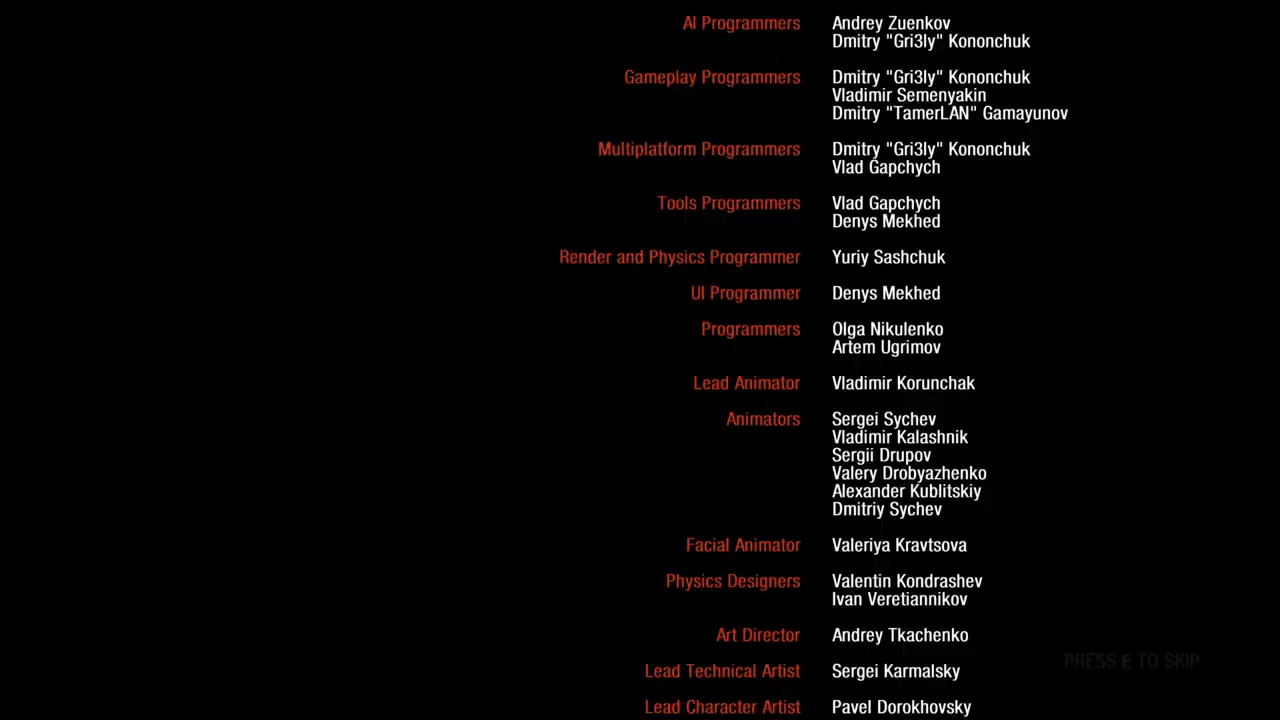 AI Programmers Andrey Zuenkov
Dmitry "Gri3ly" Kononchuk
Gameplay Programmers Dmitry "Gri3ly" Kononchuk
Vladimir Semenyakin
Dmitry "TamerLAN" Gamayunov
Multiplatform Programmers Dmitry "Gri3ly" Kononchuk
Vlad Gapchych
Tools Programmers Vlad Gapchych
Denys Mekhed
Render and Physics Programmer Yuriy Sashchuk
UI Programmer Denys Mekhed
Programmers Olga Nikulenko
Artem Ugrimov
Lead Animator Vladimir Korunchak
Animators Sergei Sychev
Vladimir Kalashnik
Sergii Drupov
Valery Drobyazhenko
Alexander Kublitskiy
Dmitriy Sychev
Facial Animator Valeriya Kravtsova
Physics Designers Valentin Kondrashev
Ivan Veretiannikov
Art Director Andrey Tkachenko
PRESS E TO SKIP
Lead Technical Artist Sergei Karmalsky
Lead Character Artist Pavel Dorokhovsky